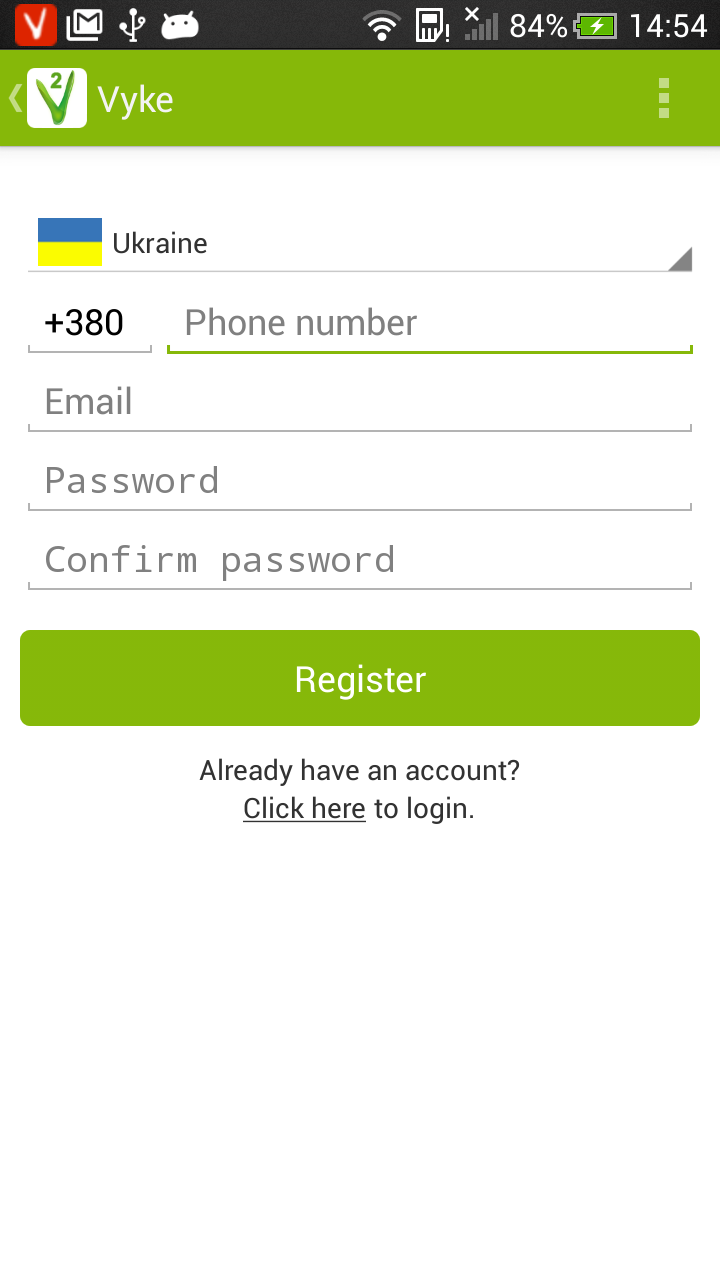 84% 14:54
2 Vyke
Ukraine
+380 Phone number
Email
Password
Confirm password
Register
Already have an account?
Click here to login.